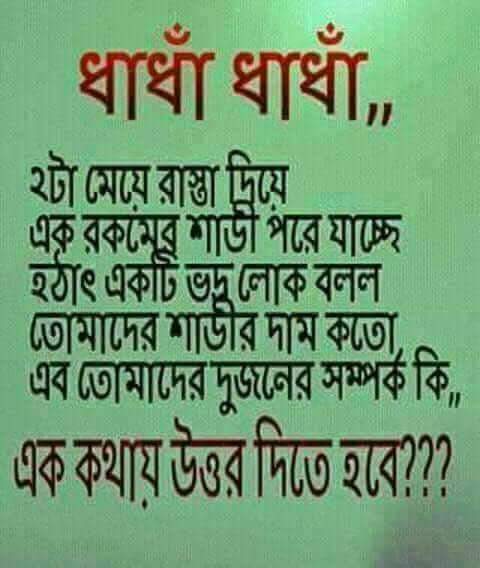 ধাধাঁ ধাধাঁ,,
২টা মেয়ে রাস্তা দিয়ে
এক রকমের শাড়ী পরে যাচ্ছে
হঠাৎ একটি ভদ্র লোক বলল
তোমাদের শাড়ীর দাম কতো,
এব তোমাদের দুজনের সম্পর্ক কি,,
এক কথায় উত্তর দিতে হবে???